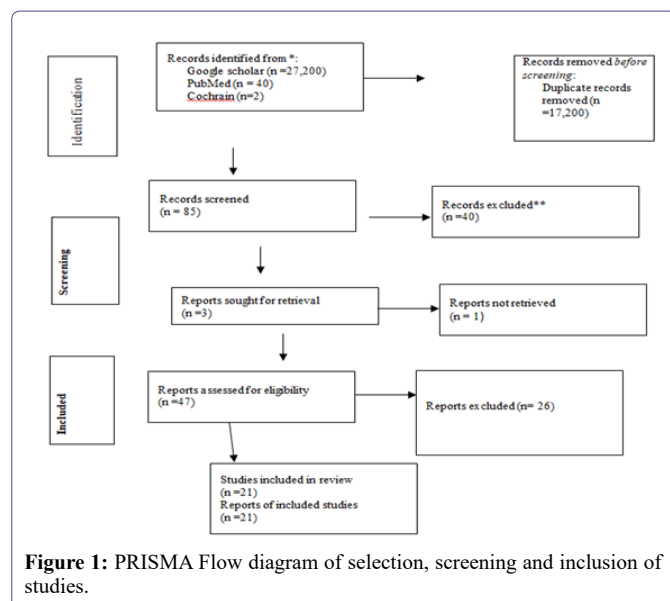 Identification
Records identified from *:
Google scholar (n =27,200)
PubMed (n = 40)
Cochrain (n=2)
Records removed before
screening:
Duplicate records
removed (n
=17,200)
Screening
Records screened
(n = 85)
Records excluded**
(n =40)
Reports sought for retrieval
(n =3)
Reports not retrieved
(n = 1)
Included
Reports assessed for eligibility
(n =47)
Reports excluded (n= 26)
Studies included in review
(n =21)
Reports of included studies
(n =21)
Figure 1: PRISMA Flow diagram of selection, screening and inclusion of
studies.